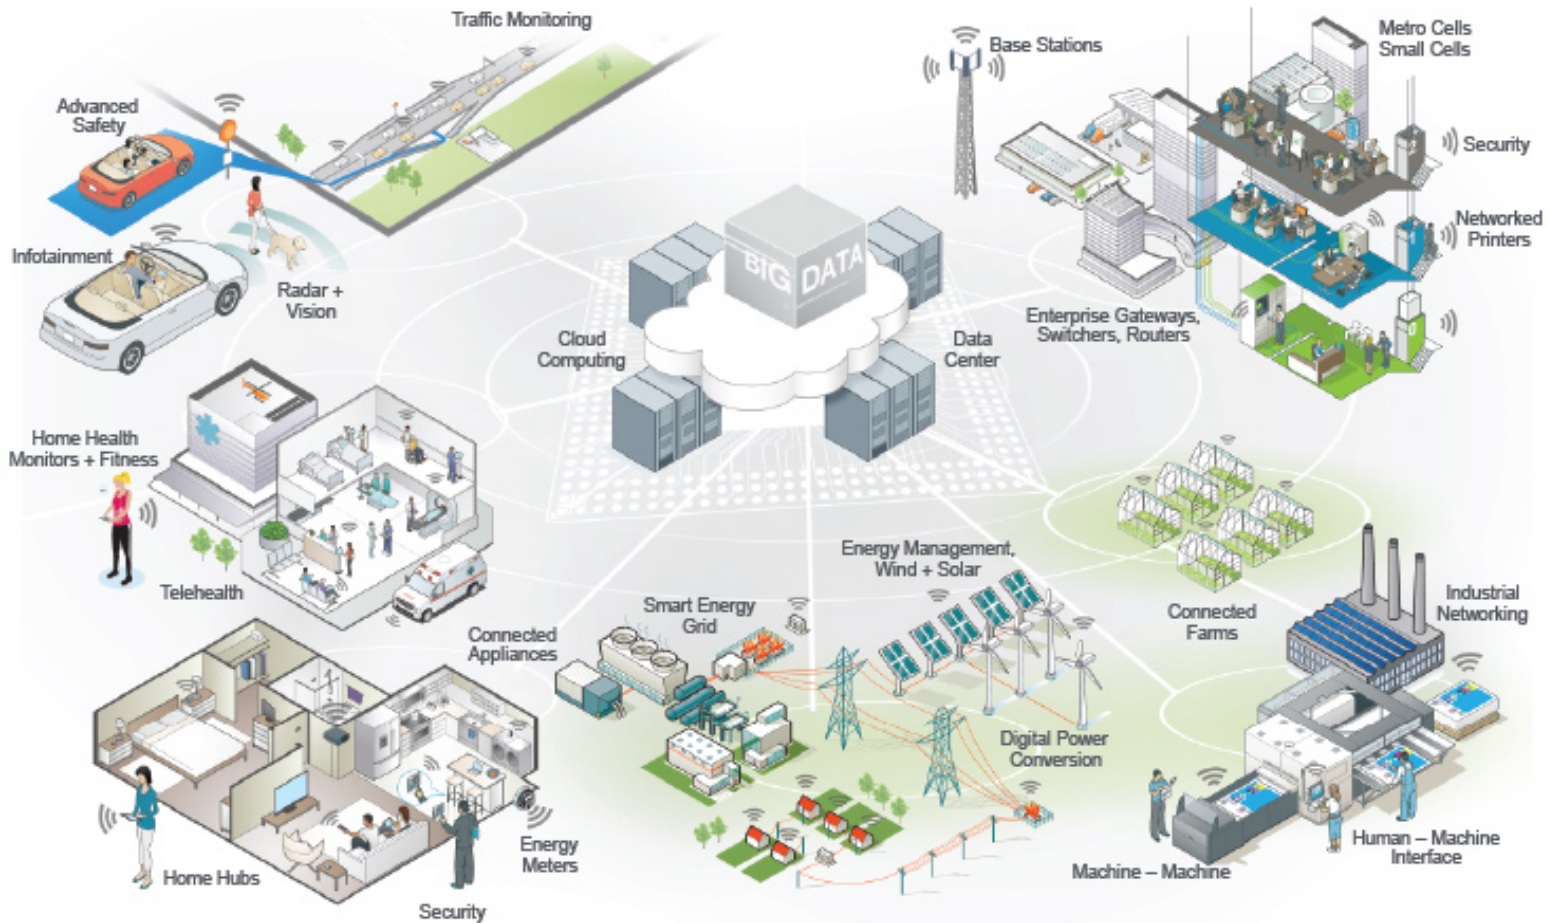 Traffic Monitoring
Base Stations
Metro Cells
Small Cells
Advanced
Safety
Security
Networked
Printers
Infotainment
Radar +
Vision
BIG DATA
Cloud
Computing
Data
Center
Enterprise Gateways,
Switchers, Routers
Home Health
Monitors + Fitness
Telehealth
Energy Management,
Wind + Solar
Smart Energy
Grid
Connected
Appliances
Connected
Farms
Industrial
Networking
Digital Power
Conversion
Energy
Meters
Home Hubs
Security
Machine – Machine
Human – Machine
Interface